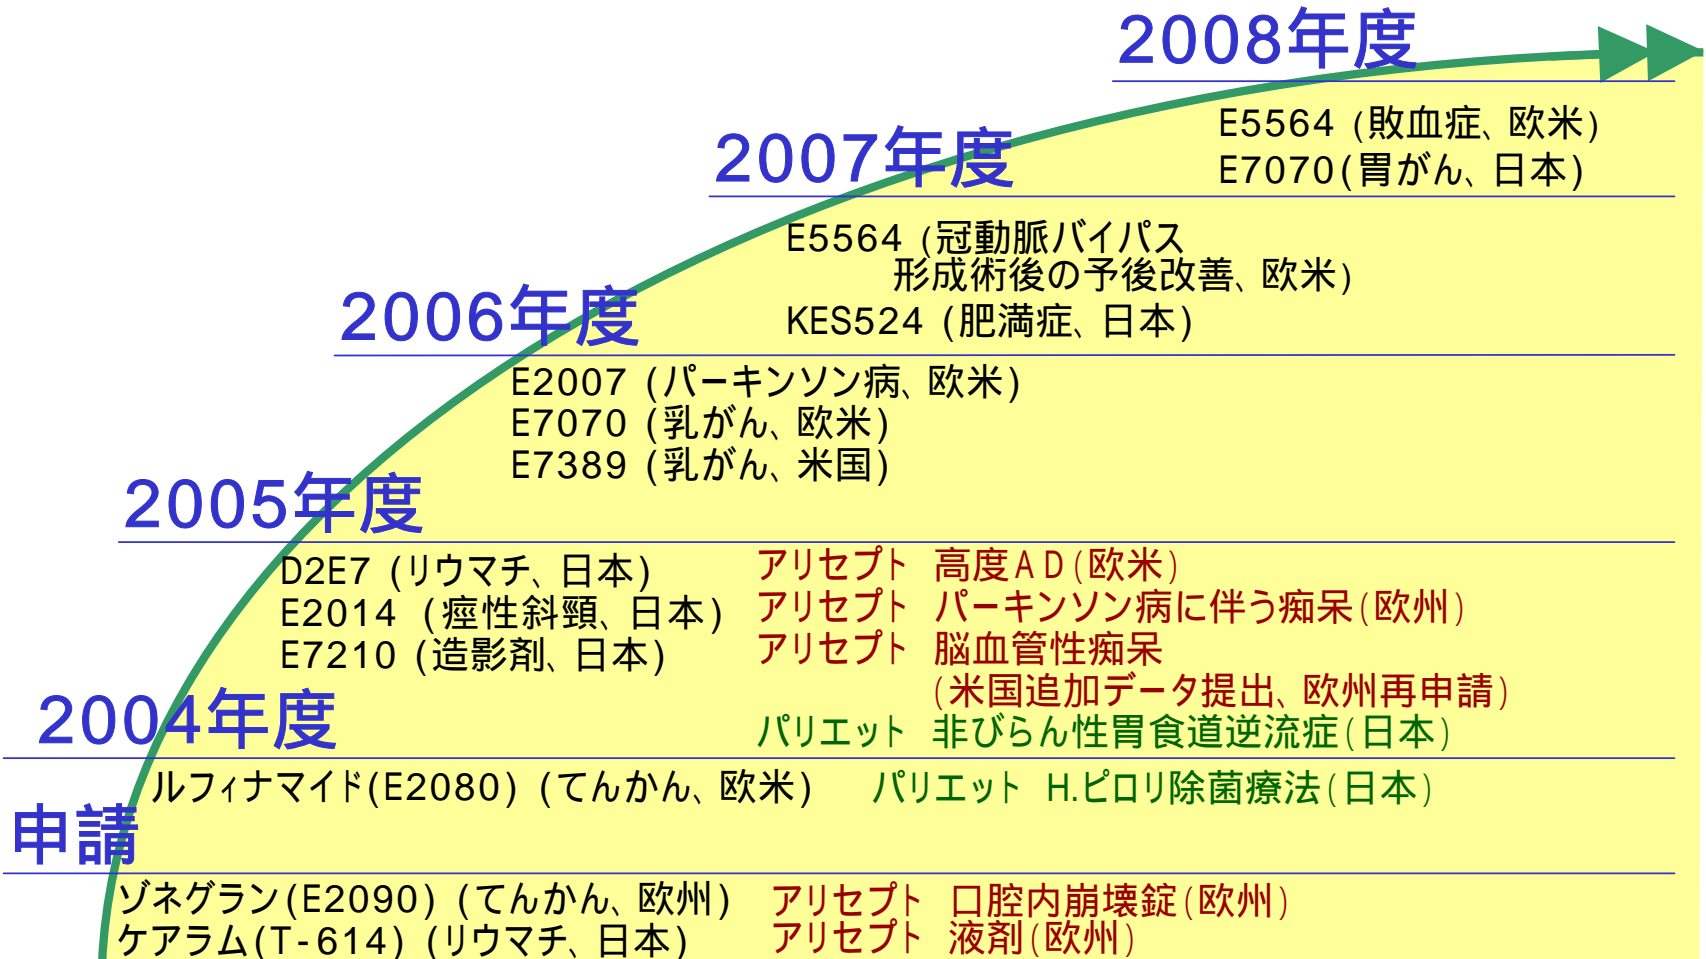 2008年度
E5564 (敗血症、欧米)
E7070(胃がん、日本)
2007年度
E5564 (冠動脈バイパス
形成術後の予後改善、欧米)
KES524 (肥満症、日本)
2006年度
E2007 (パーキンソン病、欧米)
E7070 (乳がん、欧米)
E7389 (乳がん、米国)
2005年度
D2E7 (リウマチ、日本) アリセプト 高度AD(欧米)
E2014 (痙性斜頸、日本) アリセプト パーキンソン病に伴う痴呆(欧州)
E7210 (造影剤、日本) アリセプト 脳血管性痴呆
(米国追加データ提出、欧州再申請)
パリエット 非びらん性胃食道逆流症(日本)
2004年度
ルフィナマイド(E2080) (てんかん、欧米) パリエット H.ピロリ除菌療法(日本)
申請
ゾネグラン(E2090) (てんかん、欧州) アリセプト 口腔内崩壊錠(欧州)
ケアラム(T-614) (リウマチ、日本) アリセプト 液剤(欧州)